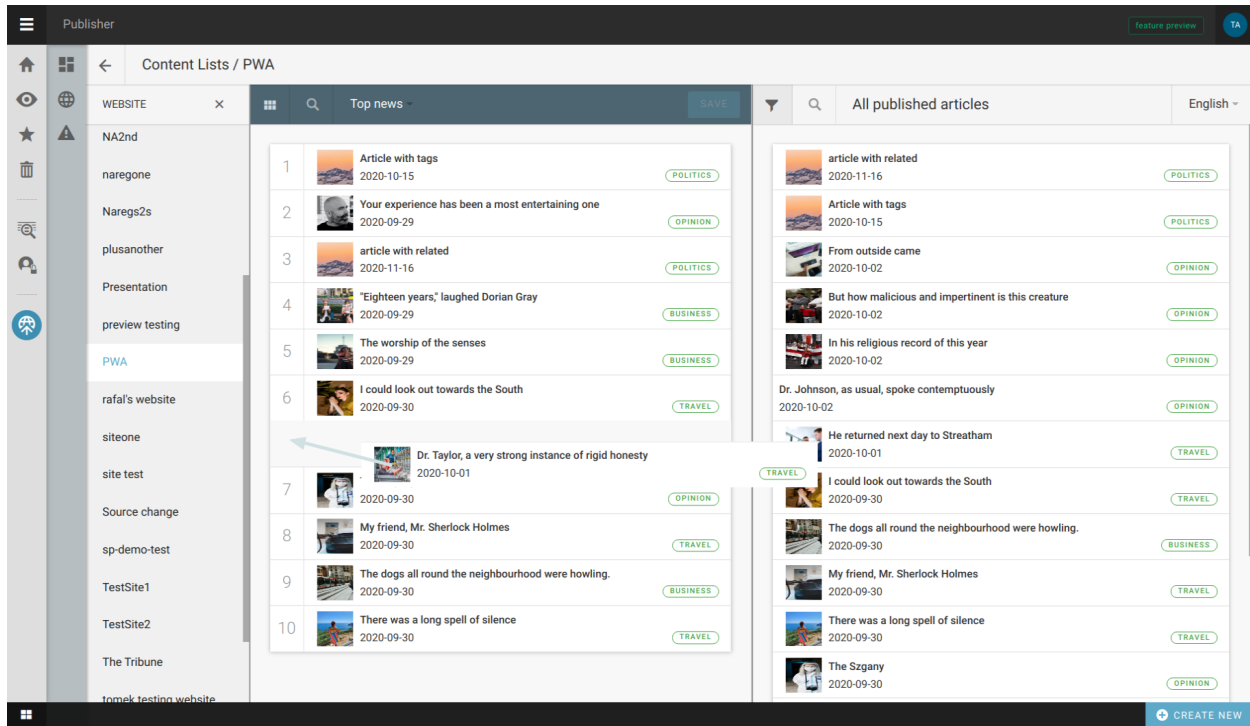 Publisher
feature preview
TA
Content Lists / PWA
WEBSITE
NA2nd
naregone
Naregs2s
plusanother
Presentation
preview testing
PWA
rafal's website
siteone
site test
Source change
sp-demo-test
TestSite1
TestSite2
The Tribune
tomek testing website
Top news
SAVE
1
Article with tags
2020-10-15
POLITICS
2
Your experience has been a most entertaining one
2020-09-29
OPINION
3
article with related
2020-11-16
POLITICS
4
"Eighteen years," laughed Dorian Gray
2020-09-29
BUSINESS
5
The worship of the senses
2020-09-29
BUSINESS
6
I could look out towards the South
2020-09-30
TRAVEL
Dr. Taylor, a very strong instance of rigid honesty
2020-10-01
TRAVEL
7
2020-09-30
OPINION
8
My friend, Mr. Sherlock Holmes
2020-09-30
TRAVEL
9
The dogs all round the neighbourhood were howling.
2020-09-30
BUSINESS
10
There was a long spell of silence
2020-09-30
TRAVEL
All published articles
English
article with related
2020-11-16
POLITICS
Article with tags
2020-10-15
POLITICS
From outside came
2020-10-02
OPINION
But how malicious and impertinent is this creature
2020-10-02
OPINION
In his religious record of this year
2020-10-02
OPINION
Dr. Johnson, as usual, spoke contemptuously
2020-10-02
OPINION
He returned next day to Streatham
2020-10-01
TRAVEL
I could look out towards the South
2020-09-30
TRAVEL
The dogs all round the neighbourhood were howling.
2020-09-30
BUSINESS
My friend, Mr. Sherlock Holmes
2020-09-30
TRAVEL
There was a long spell of silence
2020-09-30
TRAVEL
The Szgany
2020-09-30
OPINION
CREATE NEW